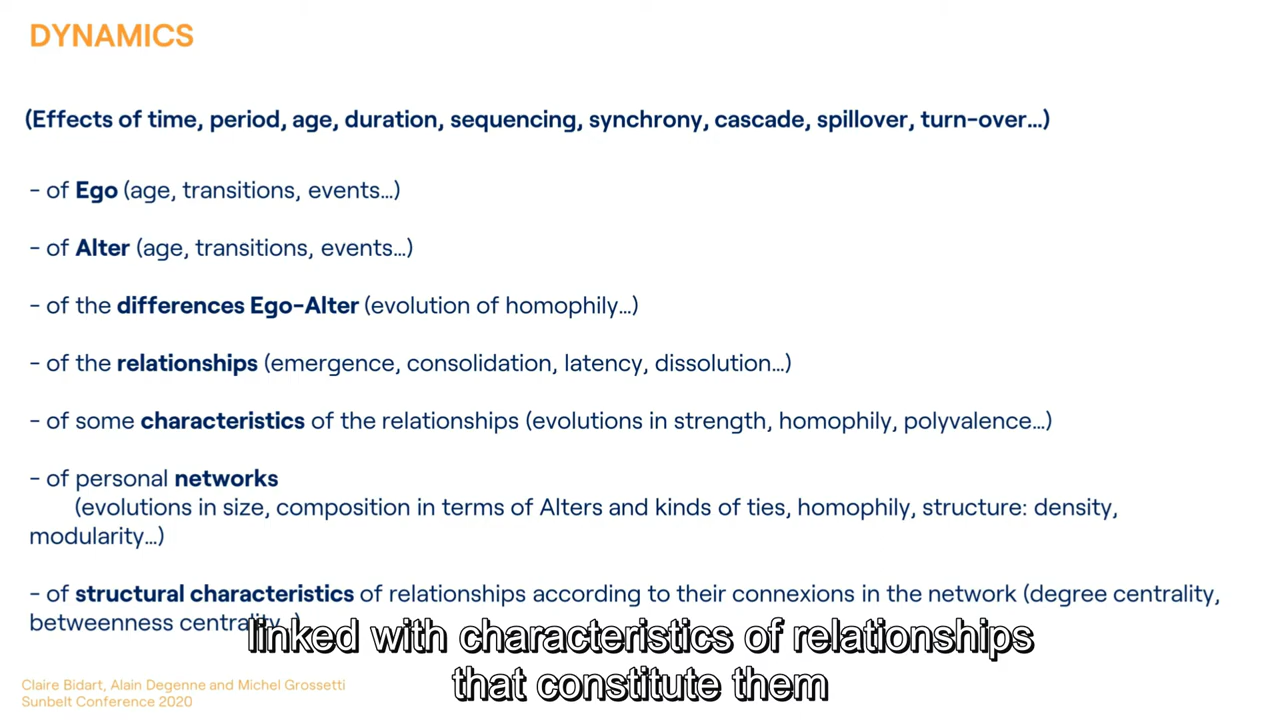 DYNAMICS
(Effects of time, period, age, duration, sequencing, synchrony, cascade, spillover, turn-over...)
- of Ego (age, transitions, events...)
- of Alter (age, transitions, events...)
- of the differences Ego-Alter (evolution of homophily...)
- of the relationships (emergence, consolidation, latency, dissolution...)
- of some characteristics of the relationships (evolutions in strength, homophily, polyvalence...)
- of personal networks
(evolutions in size, composition in terms of Alters and kinds of ties, homophily, structure: density,
modularity...)
- of structural characteristics of relationships according to their connexions in the network (degree centrality,
betweenness centrality...)
linked with characteristics of relationships
that constitute them
Claire Bidart, Alain Degenne and Michel Grossetti
Sunbelt Conference 2020